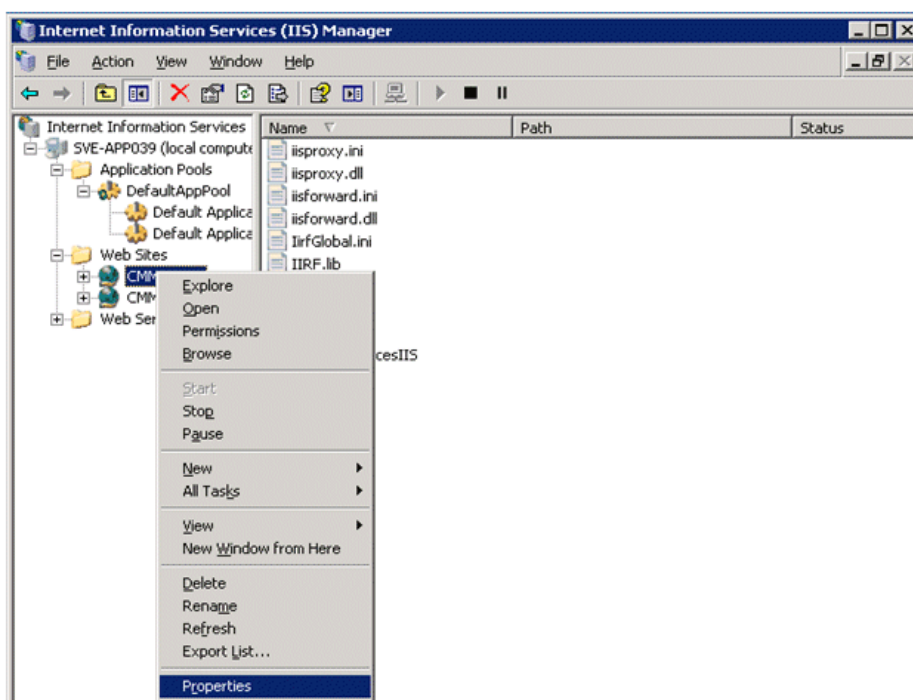 Internet Information Services (IIS) Manager
File Action View Window Help
Internet Information Services
Name Path Status
SVE-APP039 (local compute
iisproxy.ini
Application Pools
iisproxy.dll
DefaultAppPool
iisforward.ini
Default Applica
iisforward.dll
Default Applica
IirfGlobal.ini
Web Sites
IIRF.lib
CMM
CMM
Web Ser
Explore
Open
Permissions
Browse
cesIIS
Start
Stop
Pause
New
All Tasks
View
New Window from Here
Delete
Rename
Refresh
Export List...
Properties